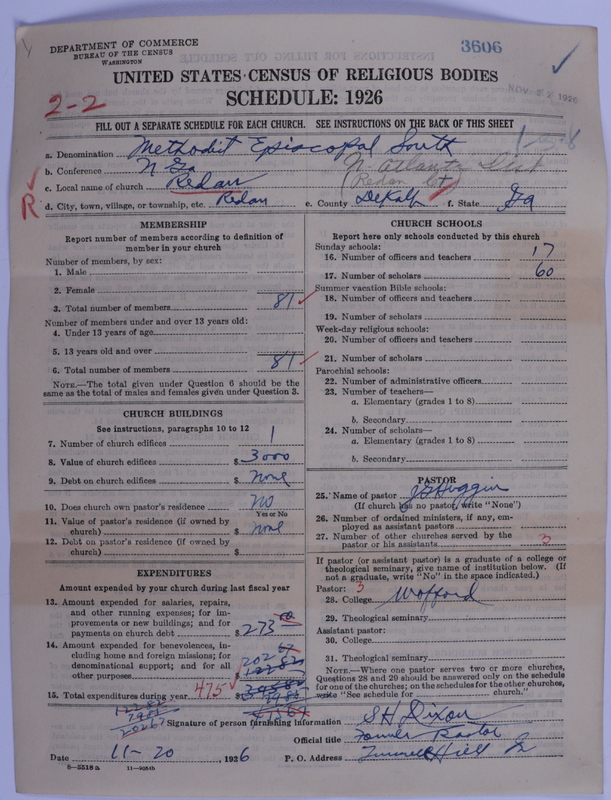 DEPARTMENT OF COMMERCE
BUREAU OF THE CENSUS
WASHINGTON
3606
UNITED STATES CENSUS OF RELIGIOUS BODIES
SCHEDULE: 1926
NOV 22 1926
2-2
FILL OUT A SEPARATE SCHEDULE FOR EACH CHURCH. SEE INSTRUCTIONS ON THE BACK OF THIS SHEET
a. Denomination Methodist Episcopal South
b. Conference N Ga N Atlanta Dist
c. Local name of church Redan (Redan Ct)
R
d. City, town, village, or township, etc. Redan e. County DeKalb f. State Ga
MEMBERSHIP
Report number of members according to definition of member in your church
Number of members, by sex:
1. Male
2. Female
3. Total number of members 81
Number of members under and over 13 years old:
4. Under 13 years of age
5. 13 years old and over
6. Total number of members 81
NOTE.—The total given under Question 6 should be the
same as the total of males and females given under Question 3.
CHURCH BUILDINGS
See instructions, paragraphs 10 to 12
7. Number of church edifices 1
8. Value of church edifices $ 3000
9. Debt on church edifices $ none
10. Does church own pastor's residence no
Yes or No
11. Value of pastor's residence (if owned by
church) $ none
12. Debt on pastor's residence (if owned by
church) $
EXPENDITURES
Amount expended by your church during last fiscal year
13. Amount expended for salaries, repairs,
and other running expenses; for im-
provements or new buildings; and for
payments on church debt $ 273
14. Amount expended for benevolences, in-
cluding home and foreign missions; for
denominational support; and for all
other purposes 202 67
15. Total expenditures during year 475 $
CHURCH SCHOOLS
Report here only schools conducted by this church
Sunday schools:
16. Number of officers and teachers 17
17. Number of scholars 60
Summer vacation Bible schools:
18. Number of officers and teachers
19. Number of scholars
Week-day religious schools:
20. Number of officers and teachers
21. Number of scholars
Parochial schools:
22. Number of administrative officers
23. Number of teachers—
a. Elementary (grades 1 to 8)
b. Secondary
24. Number of scholars—
a. Elementary (grades 1 to 8)
b. Secondary
PASTOR
25. Name of pastor J G Huggin
(If church has no pastor, write "None")
26. Number of ordained ministers, if any, em-
ployed as assistant pastors
27. Number of other churches served by the
pastor or his assistants 3
If pastor (or assistant pastor) is a graduate of a college or
theological seminary, give name of institution below. (If
not a graduate, write "No" in the space indicated.)
Pastor: 3
28. College Wofford
29. Theological seminary
Assistant pastor:
30. College
31. Theological seminary
NOTE.—Where one pastor serves two or more churches,
Questions 28 and 29 should be answered only on the schedule
for one of the churches; on the schedules for the other churches,
write "See schedule for church."
Signature of person furnishing information S H Dixon
Official title Former Pastor
Date 11-20, 1926 P. O. Address
8-5518 a 11-9384b